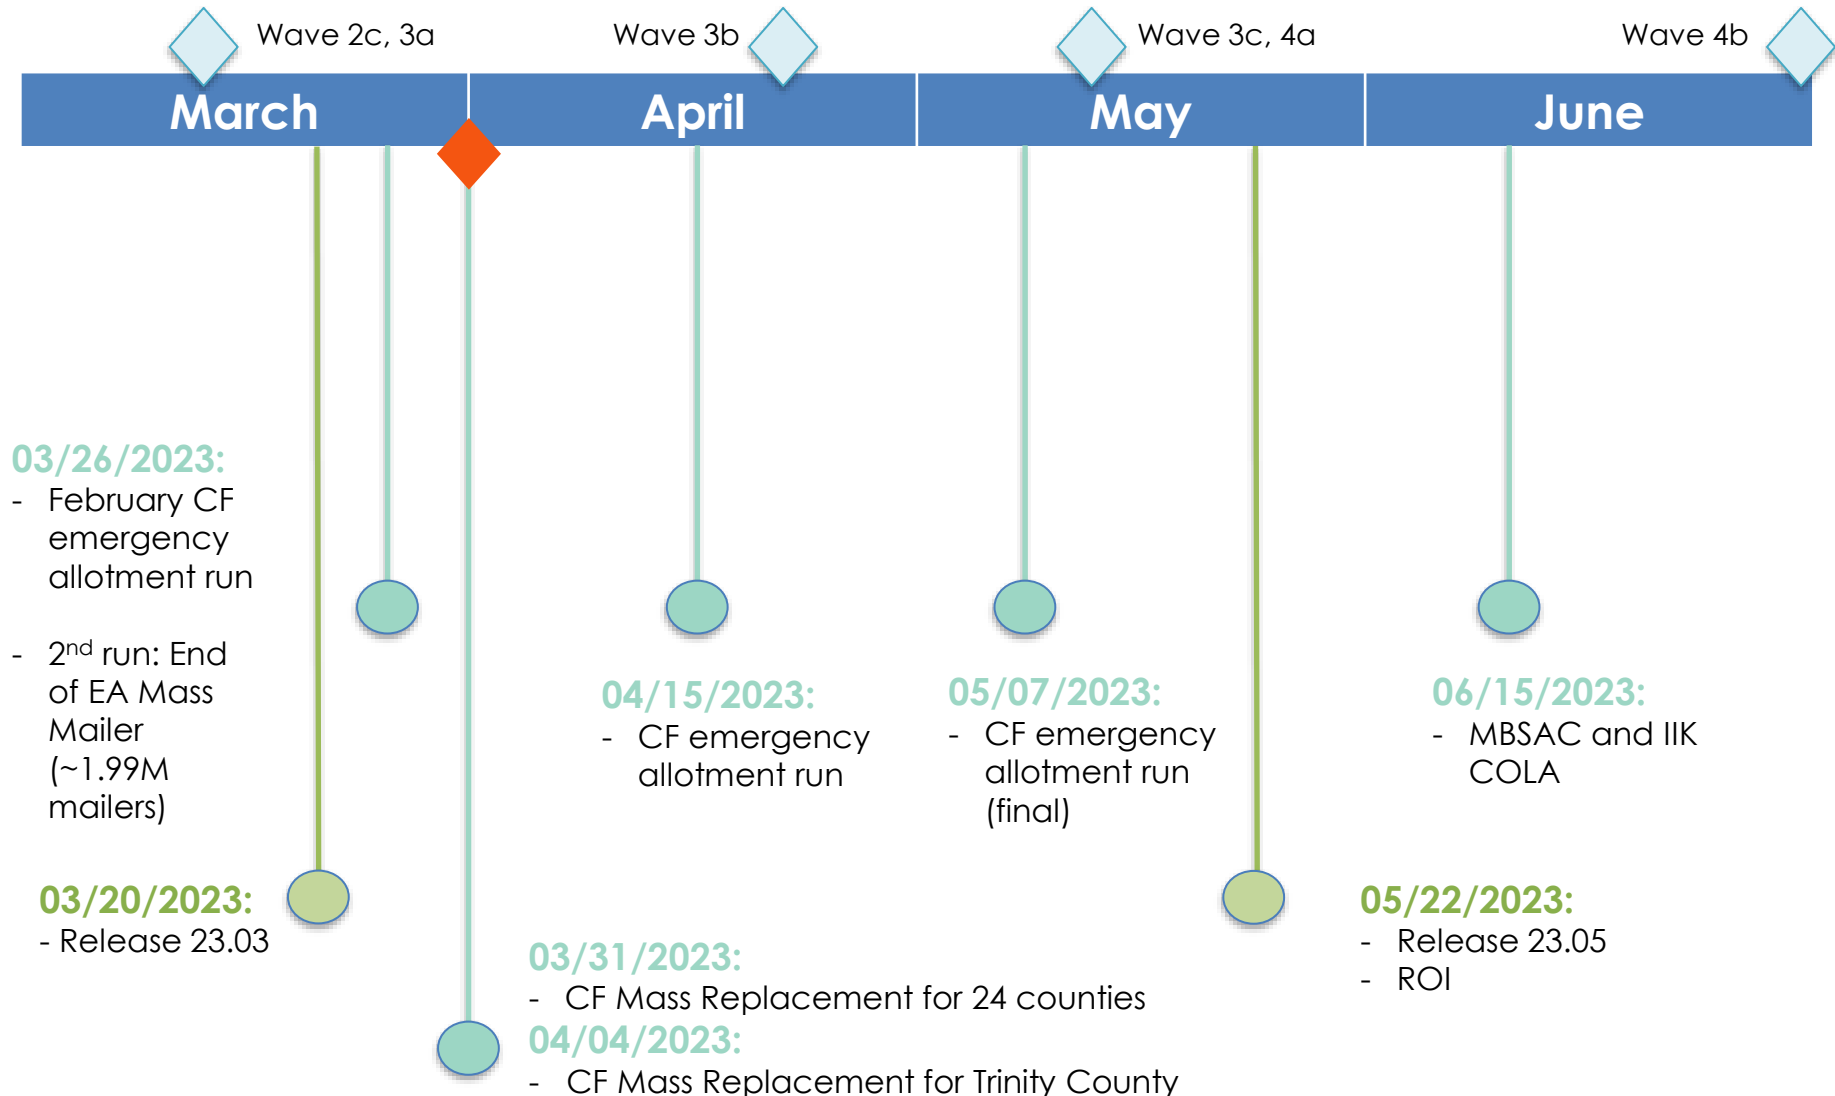 Wave 2c, 3a
Wave 3b
Wave 3c, 4a
Wave 4b
March
April
May
June
03/26/2023:
- February CF
emergency
allotment run
- 2nd run: End
of EA Mass
Mailer
(~1.99M
mailers)
03/20/2023:
- Release 23.03
03/31/2023:
- CF Mass Replacement for 24 counties
04/04/2023:
- CF Mass Replacement for Trinity County
04/15/2023:
- CF emergency
allotment run
05/07/2023:
- CF emergency
allotment run
(final)
06/15/2023:
- MBSAC and IIK
COLA
05/22/2023:
- Release 23.05
- ROI